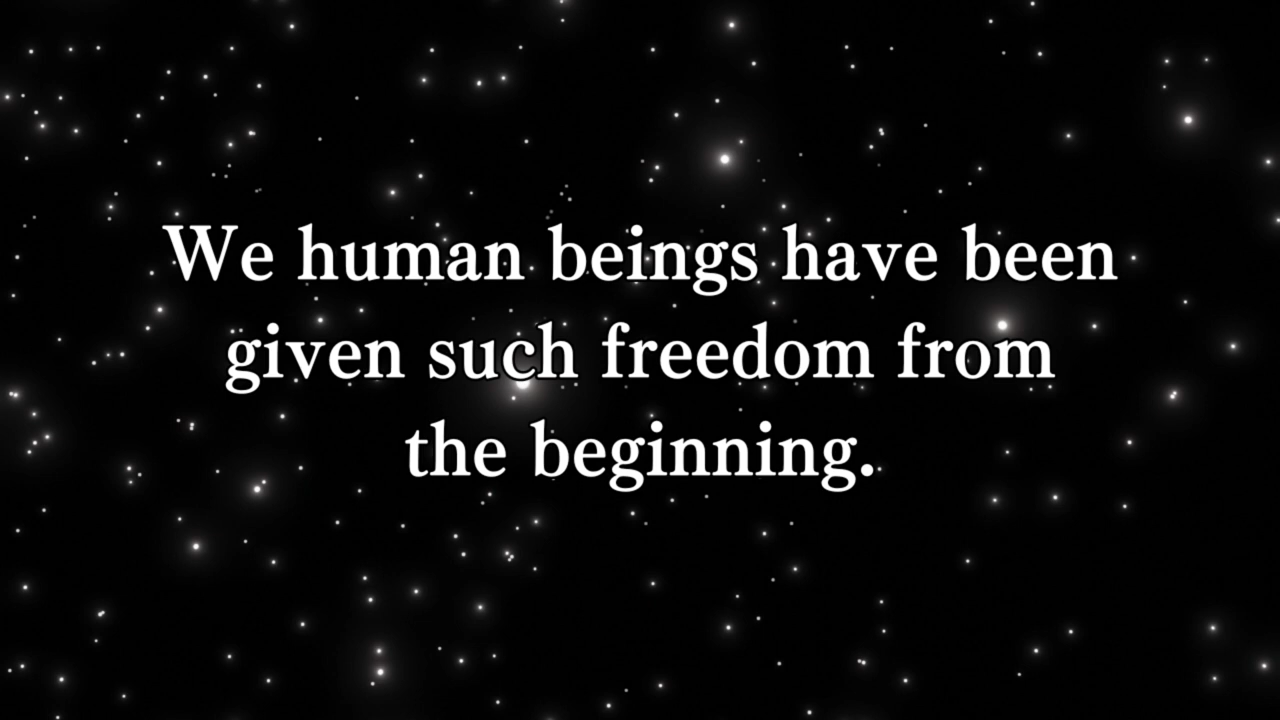 We human beings have been
given such freedom from
the beginning.